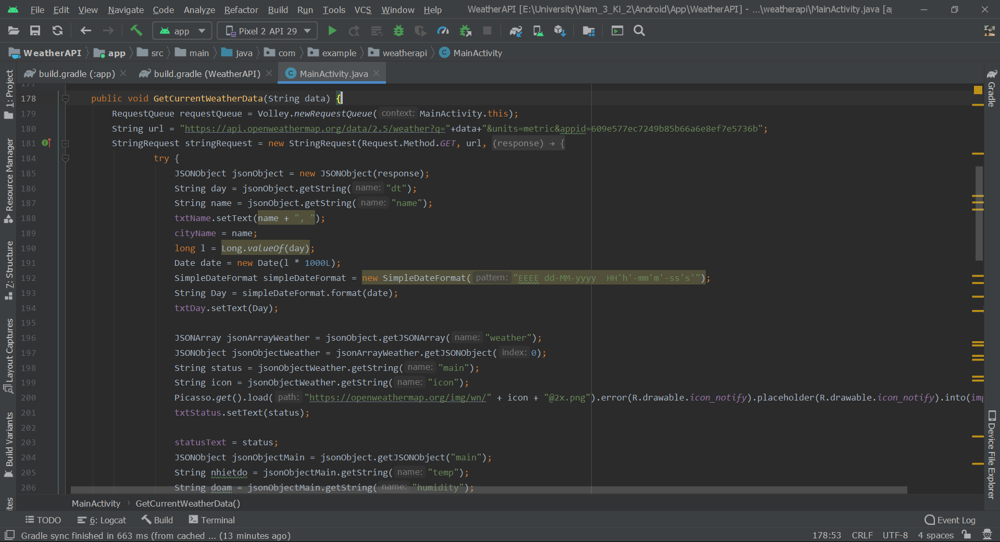 File Edit View Navigate Code Analyze Refactor Build Run Tools VCS Window Help WeatherAPI [E:\University\Nam_3_Ki_2\Android\App\WeatherAPI] - ...\weatherapi\MainActivity.java [a
app Pixel 2 API 29
WeatherAPI app src main java com example weatherapi MainActivity
build.gradle (:app) build.gradle (WeatherAPI) MainActivity.java
1: Project
Resource Manager
7: Structure
Layout Captures
Build Variants
Gradle
Device File Explorer
177
178 public void GetCurrentWeatherData(String data) {
179 RequestQueue requestQueue = Volley.newRequestQueue( context: MainActivity.this);
180 String url = "https://api.openweathermap.org/data/2.5/weather?q="+data+"&units=metric&appid=609e577ec7249b85b66a6e8ef7e5736b";
181 StringRequest stringRequest = new StringRequest(Request.Method.GET, url, (response) → {
184 try {
185 JSONObject jsonObject = new JSONObject(response);
186 String day = jsonObject.getString( name: "dt");
187 String name = jsonObject.getString( name: "name");
188 txtName.setText(name + ", ");
189 cityName = name;
190 long l = Long.valueOf(day);
191 Date date = new Date(l * 1000L);
192 SimpleDateFormat simpleDateFormat = new SimpleDateFormat( pattern: "EEEE dd-MM-yyyy  HH'h'-mm'm'-ss's'");
193 String Day = simpleDateFormat.format(date);
194 txtDay.setText(Day);
195
196 JSONArray jsonArrayWeather = jsonObject.getJSONArray( name: "weather");
197 JSONObject jsonObjectWeather = jsonArrayWeather.getJSONObject( index: 0);
198 String status = jsonObjectWeather.getString( name: "main");
199 String icon = jsonObjectWeather.getString( name: "icon");
200 Picasso.get().load( path: "https://openweathermap.org/img/wn/" + icon + "@2x.png").error(R.drawable.icon_notify).placeholder(R.drawable.icon_notify).into(img
201 txtStatus.setText(status);
202
203 statusText = status;
204 JSONObject jsonObjectMain = jsonObject.getJSONObject("main");
205 String nhietdo = jsonObjectMain.getString( name: "temp");
206 String doam = jsonObjectMain.getString( name: "humidity");
MainActivity GetCurrentWeatherData()
TODO 6: Logcat Build Terminal Event Log
Gradle sync finished in 663 ms (from cached ... (13 minutes ago) 178:53 CRLF UTF-8 4 spaces